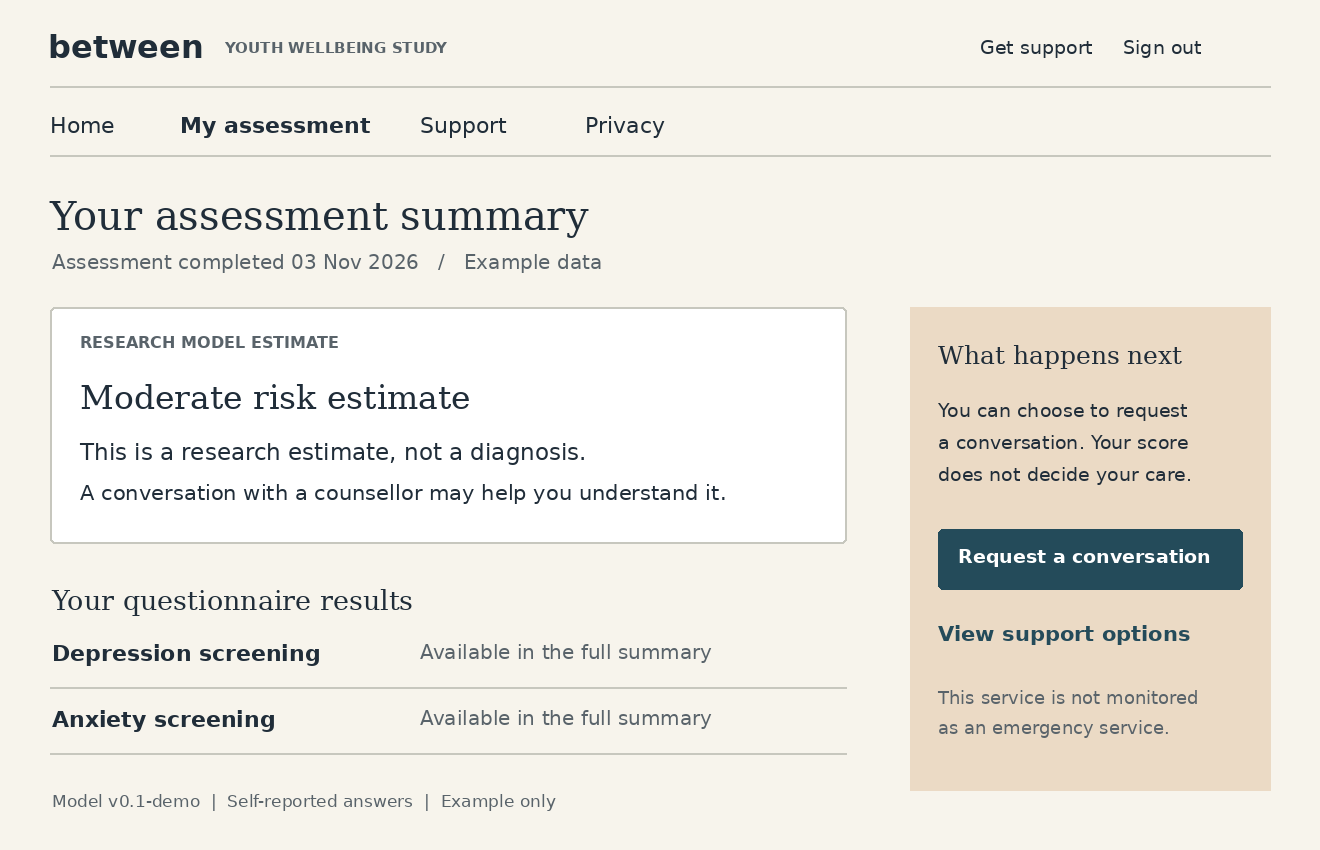 between YOUTH WELLBEING STUDY Get support Sign out
Home My assessment Support Privacy
Your assessment summary
Assessment completed 03 Nov 2026 / Example data
RESEARCH MODEL ESTIMATE
Moderate risk estimate
This is a research estimate, not a diagnosis.
A conversation with a counsellor may help you understand it.
Your questionnaire results
Depression screening Available in the full summary
Anxiety screening Available in the full summary
Model v0.1-demo | Self-reported answers | Example only
What happens next
You can choose to request
a conversation. Your score
does not decide your care.
Request a conversation
View support options
This service is not monitored
as an emergency service.